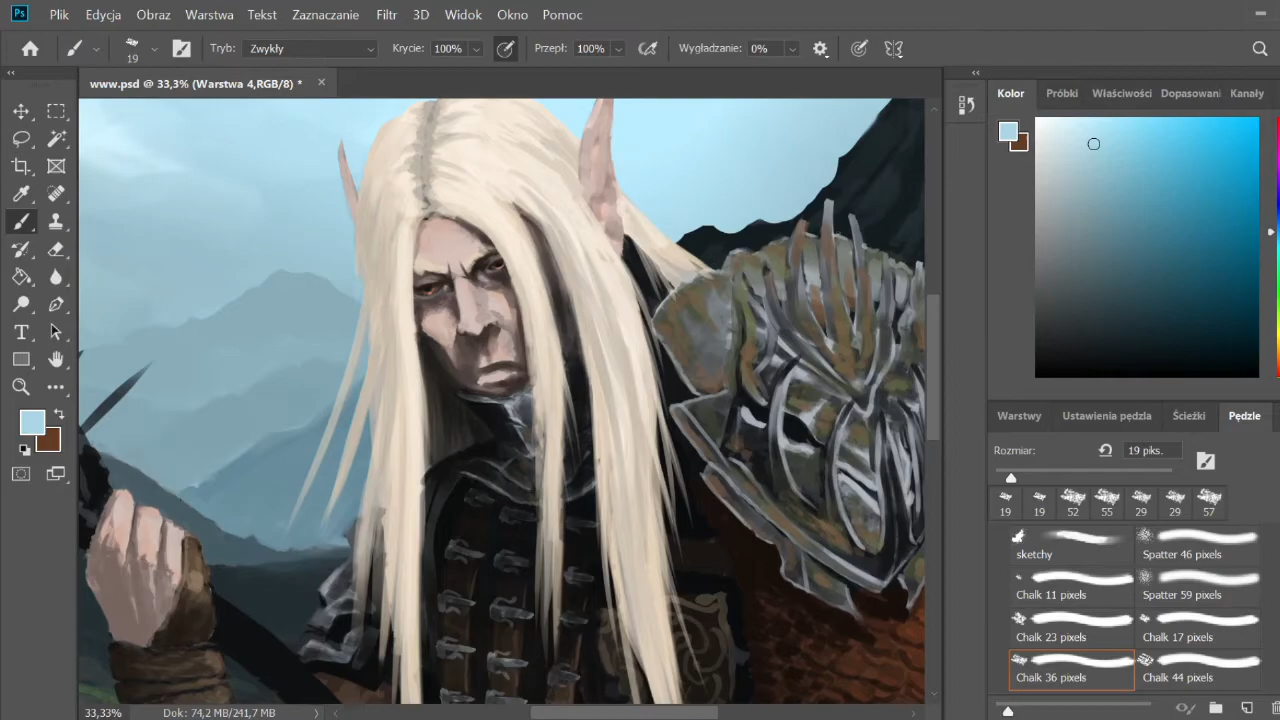 Ps Plik Edycja Obraz Warstwa Tekst Zaznaczanie Filtr 3D Widok Okno Pomoc
19 Tryb: Zwykły Krycie: 100% Przepł: 100% Wygładzanie: 0%
www.psd @ 33,3% (Warstwa 4,RGB/8) *
Kolor Próbki Właściwości Dopasowani Kanały
Warstwy Ustawienia pędzla Ścieżki Pędzle
Rozmiar: 19 piks.
19 19 52 55 29 29 57
sketchy Spatter 46 pixels
Chalk 11 pixels Spatter 59 pixels
Chalk 23 pixels Chalk 17 pixels
Chalk 36 pixels Chalk 44 pixels
33,33% Dok: 74,2 MB/241,7 MB